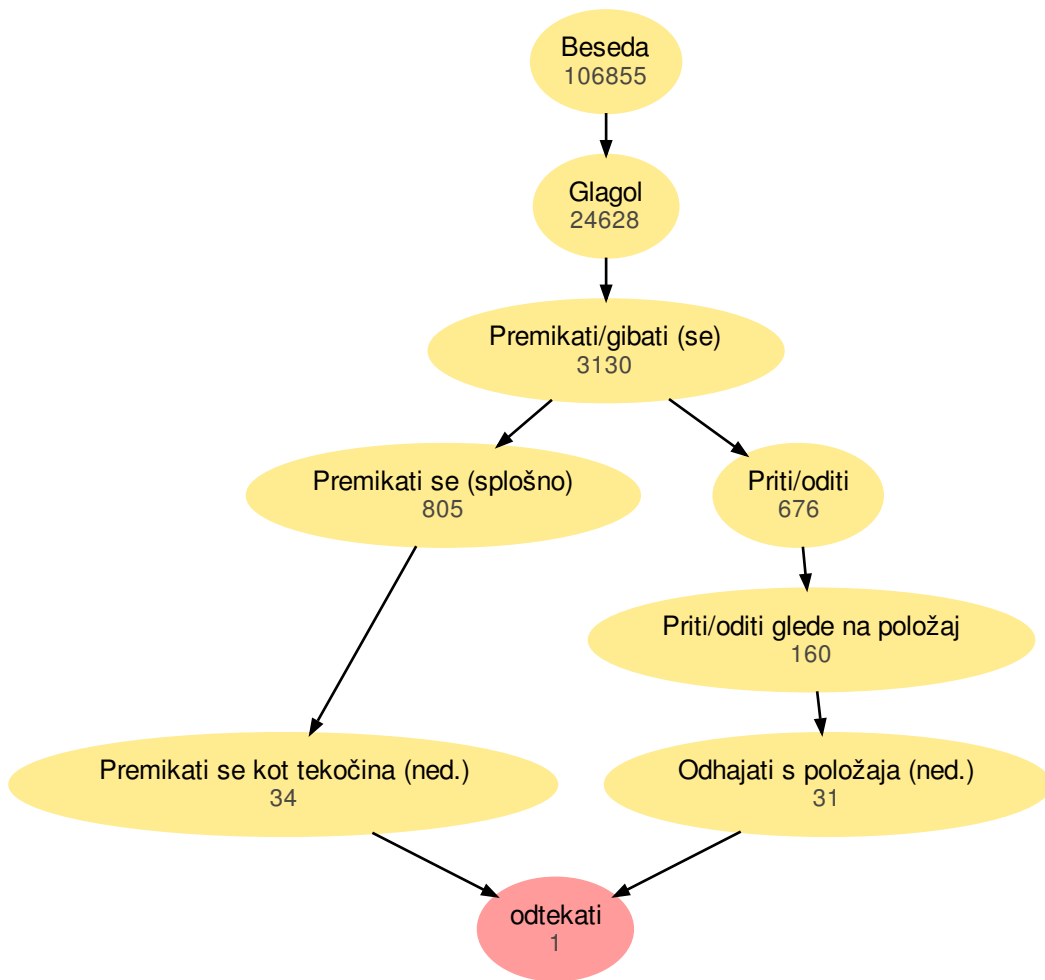 Beseda
106855
Glagol
24628
Premikati/gibati (se)
3130
Premikati se (splošno)
805
Priti/oditi
676
Priti/oditi glede na položaj
160
Premikati se kot tekočina (ned.)
34
Odhajati s položaja (ned.)
31
odtekati
1